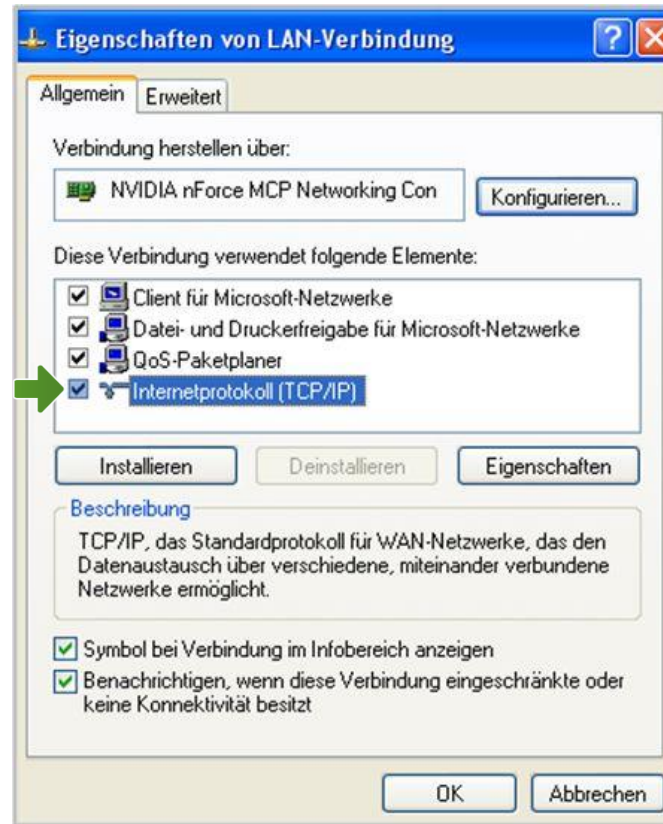 Eigenschaften von LAN-Verbindung
Allgemein
Erweitert
Verbindung herstellen über:
NVIDIA nForce MCP Networking Con
Konfigurieren...
Diese Verbindung verwendet folgende Elemente:
Client für Microsoft-Netzwerke
Datei- und Druckerfreigabe für Microsoft-Netzwerke
QoS-Paketplaner
Internetprotokoll (TCP/IP)
Installieren
Deinstallieren
Eigenschaften
Beschreibung
TCP/IP, das Standardprotokoll für WAN-Netzwerke, das den
Datenaustausch über verschiedene, miteinander verbundene
Netzwerke ermöglicht.
Symbol bei Verbindung im Infobereich anzeigen
Benachrichtigen, wenn diese Verbindung eingeschränkte oder
keine Konnektivität besitzt
OK
Abbrechen